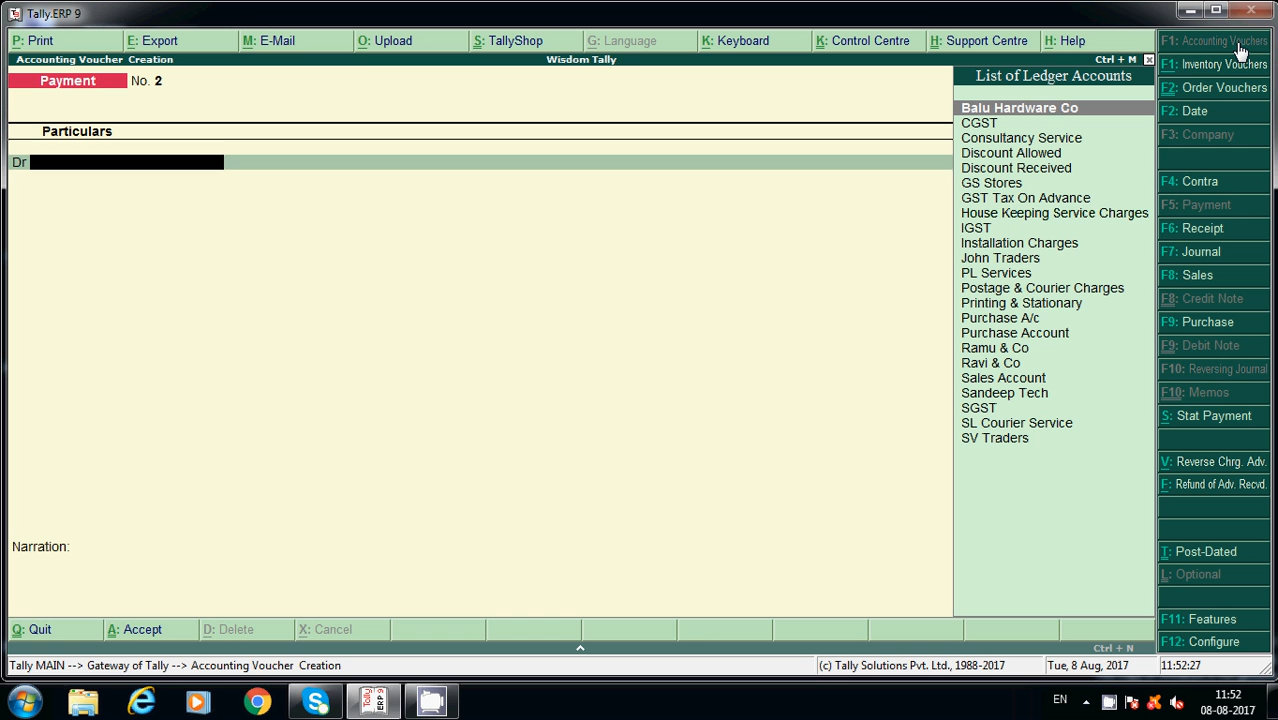 Tally.ERP 9
P: Print
E: Export
M: E-Mail
O: Upload
S: TallyShop
G: Language
K: Keyboard
K: Control Centre
H: Support Centre
H: Help
Accounting Voucher Creation
Wisdom Tally
Ctrl + M
Payment No. 2
Particulars
Dr
Narration:
List of Ledger Accounts
Balu Hardware Co
CGST
Consultancy Service
Discount Allowed
Discount Received
GS Stores
GST Tax On Advance
House Keeping Service Charges
IGST
Installation Charges
John Traders
PL Services
Postage & Courier Charges
Printing & Stationary
Purchase A/c
Purchase Account
Ramu & Co
Ravi & Co
Sales Account
Sandeep Tech
SGST
SL Courier Service
SV Traders
F1: Accounting Vouchers
F1: Inventory Vouchers
F2: Order Vouchers
F2: Date
F3: Company
F4: Contra
F5: Payment
F6: Receipt
F7: Journal
F8: Sales
F8: Credit Note
F9: Purchase
F9: Debit Note
F10: Reversing Journal
F10: Memos
S: Stat Payment
V: Reverse Chrg. Adv.
F: Refund of Adv. Recvd.
T: Post-Dated
L: Optional
F11: Features
F12: Configure
Q: Quit
A: Accept
D: Delete
X: Cancel
Ctrl + N
Tally MAIN --> Gateway of Tally --> Accounting Voucher Creation
(c) Tally Solutions Pvt. Ltd., 1988-2017
Tue, 8 Aug, 2017
11:52:27
EN
11:52
08-08-2017